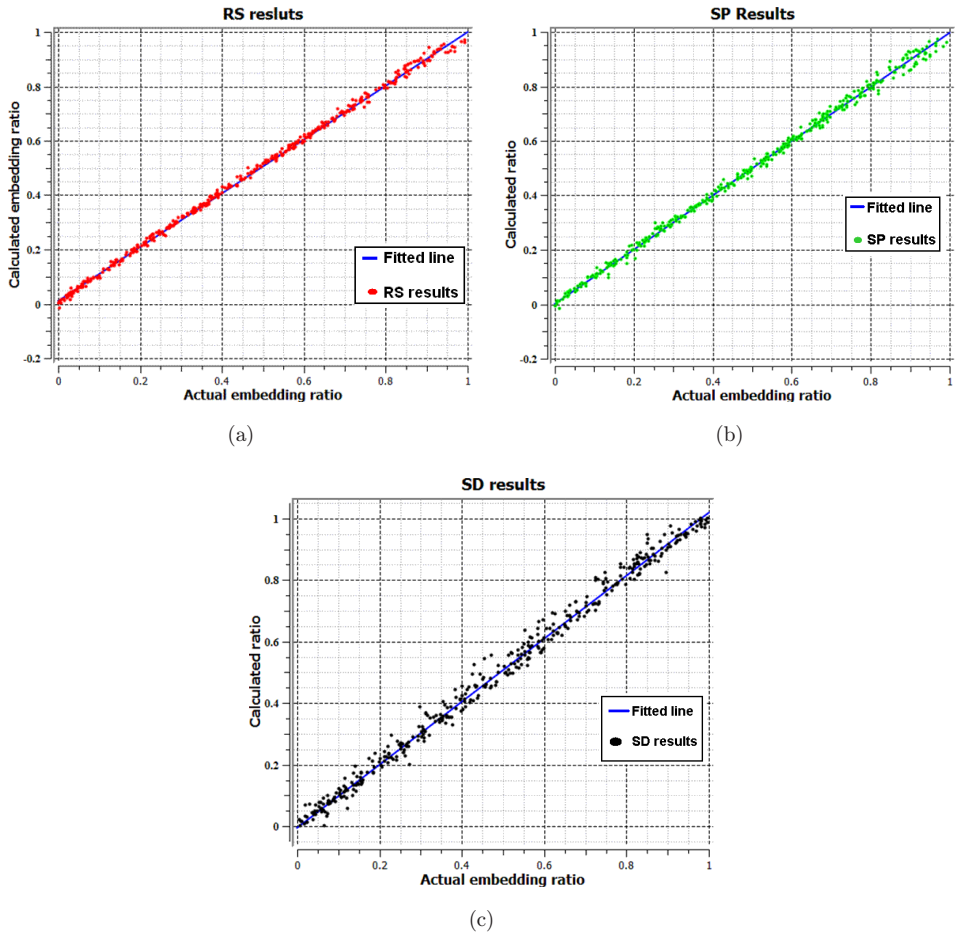 RS resluts
Calculated embedding ratio
1
0.8
0.6
0.4
0.2
0
-0.2
Fitted line
RS results
0 0.2 0.4 0.6 0.8 1
Actual embedding ratio
(a)
SP Results
Calculated ratio
1
0.8
0.6
0.4
0.2
0
-0.2
Fitted line
SP results
0 0.2 0.4 0.6 0.8 1
Actual embedding ratio
(b)
SD results
Calculated ratio
1
0.8
0.6
0.4
0.2
0
Fitted line
SD results
0 0.2 0.4 0.6 0.8 1
Actual embedding ratio
(c)